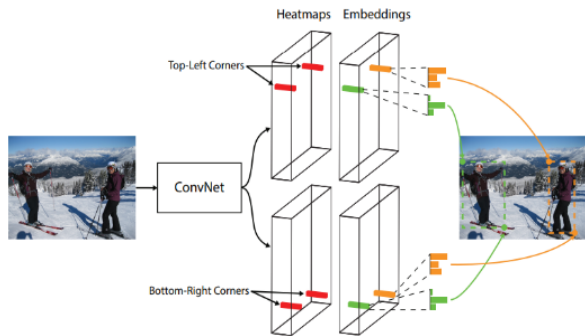 Heatmaps
Embeddings
Top-Left Corners
ConvNet
Bottom-Right Corners